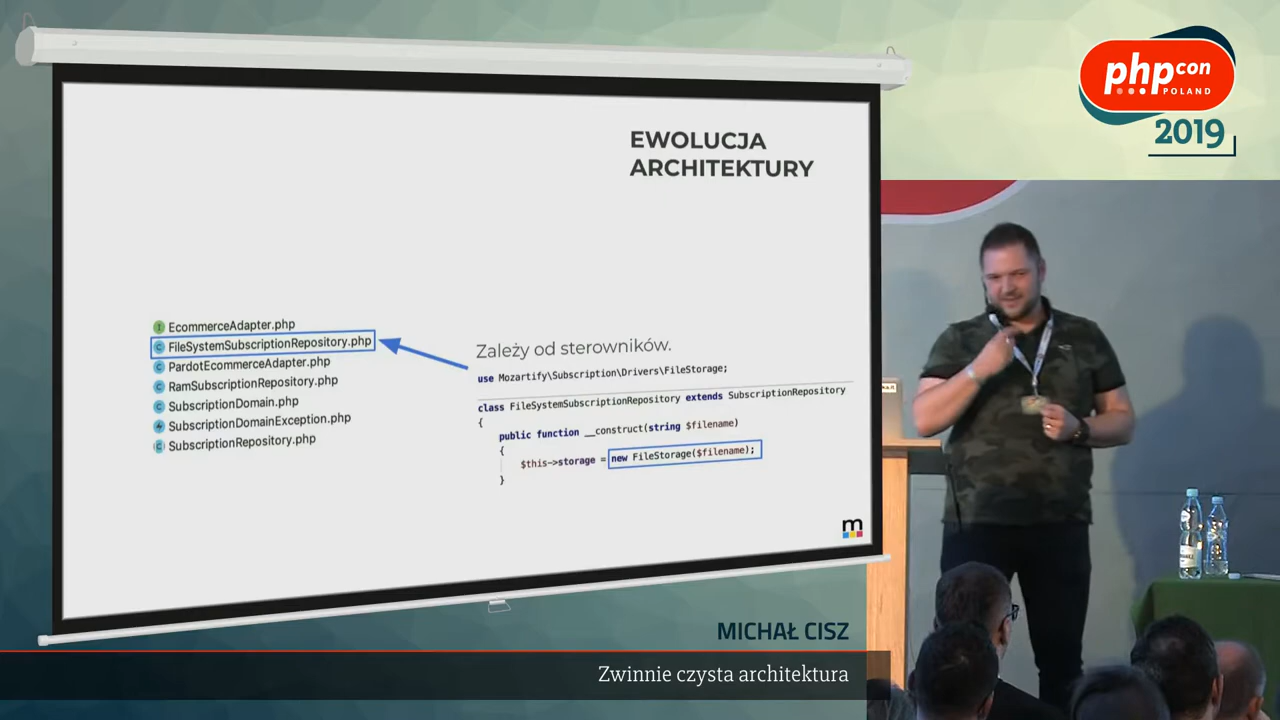 php con
POLAND
2019
EWOLUCJA
ARCHITEKTURY
EcommerceAdapter.php
FileSystemSubscriptionRepository.php
PardotEcommerceAdapter.php
RamSubscriptionRepository.php
SubscriptionDomain.php
SubscriptionDomainException.php
SubscriptionRepository.php
Zależy od sterowników.
use Mozartify\Subscription\Drivers\FileStorage;
class FileSystemSubscriptionRepository extends SubscriptionRepository
{
public function __construct(string $filename)
{
$this->storage = new FileStorage($filename);
}
m
MICHAŁ CISZ
Zwinnie czysta architektura